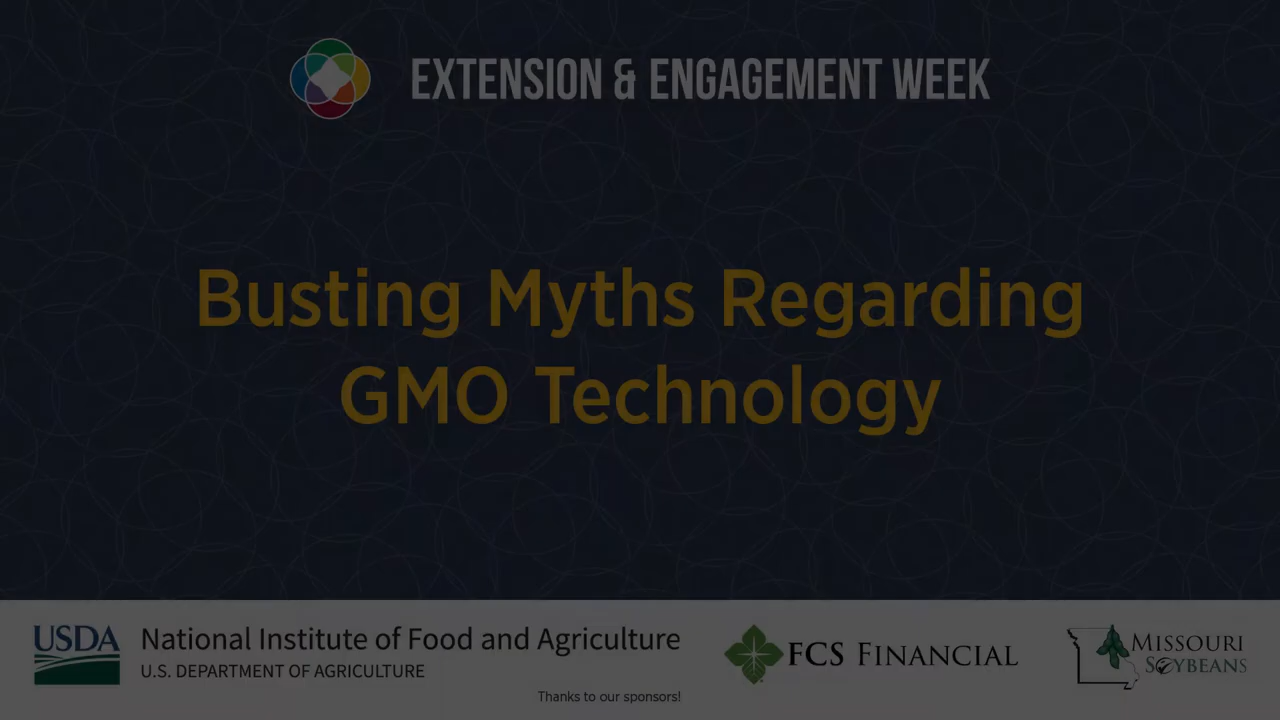 EXTENSION & ENGAGEMENT WEEK
Busting Myths Regarding
GMO Technology
USDA
National Institute of Food and Agriculture
U.S. DEPARTMENT OF AGRICULTURE
FCS FINANCIAL
MISSOURI
SOYBEANS
Thanks to our sponsors!